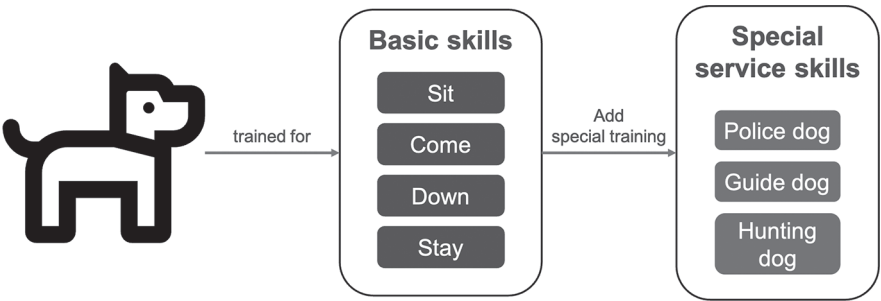 trained for
Basic skills
Sit
Come
Down
Stay
Add
special training
Special
service skills
Police dog
Guide dog
Hunting
dog